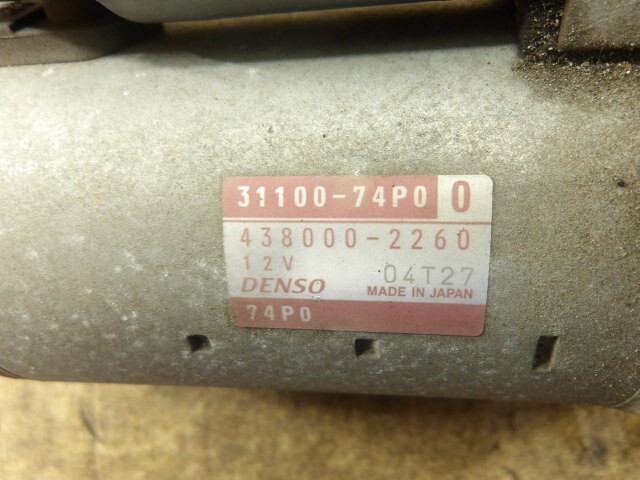 31100-74P0 0
438000-2260
12V 04T27
DENSO MADE IN JAPAN
74P0